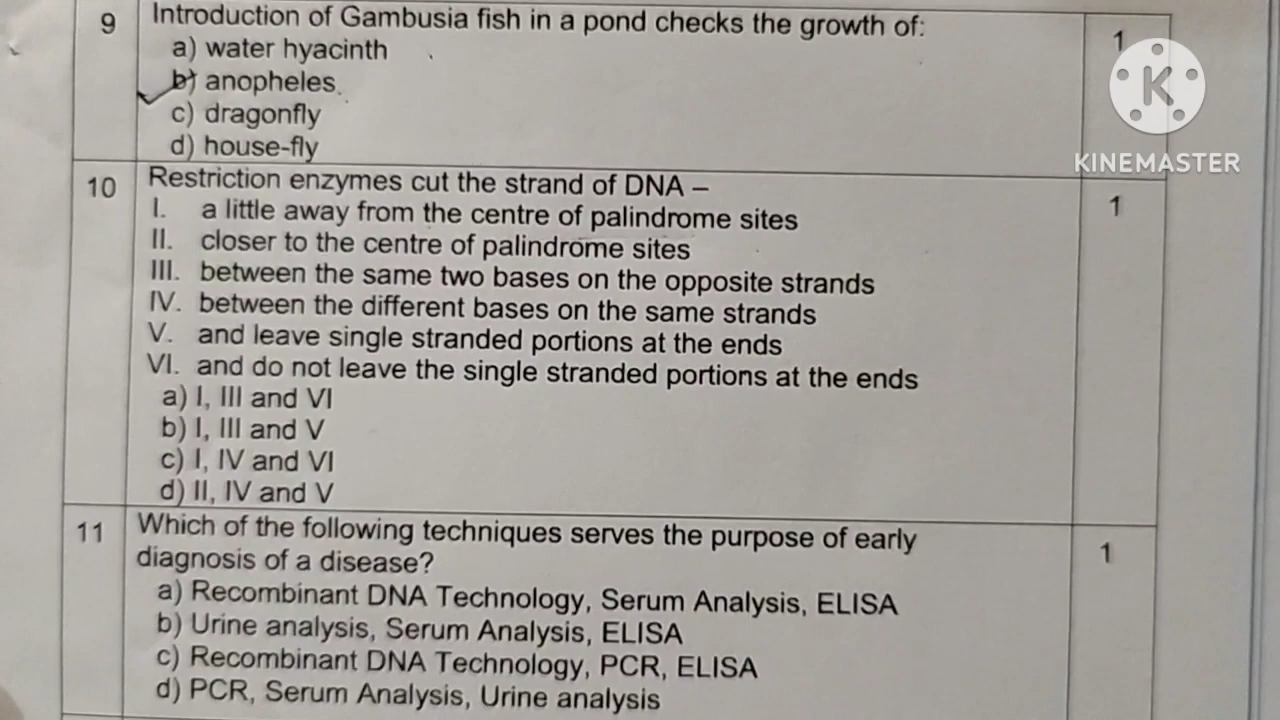 9 Introduction of Gambusia fish in a pond checks the growth of: 1
a) water hyacinth
b) anopheles.
c) dragonfly
d) house-fly
K
KINEMASTER
10 Restriction enzymes cut the strand of DNA – 1
I. a little away from the centre of palindrome sites
II. closer to the centre of palindrome sites
III. between the same two bases on the opposite strands
IV. between the different bases on the same strands
V. and leave single stranded portions at the ends
VI. and do not leave the single stranded portions at the ends
a) I, III and VI
b) I, III and V
c) I, IV and VI
d) II, IV and V
11 Which of the following techniques serves the purpose of early 1
diagnosis of a disease?
a) Recombinant DNA Technology, Serum Analysis, ELISA
b) Urine analysis, Serum Analysis, ELISA
c) Recombinant DNA Technology, PCR, ELISA
d) PCR, Serum Analysis, Urine analysis